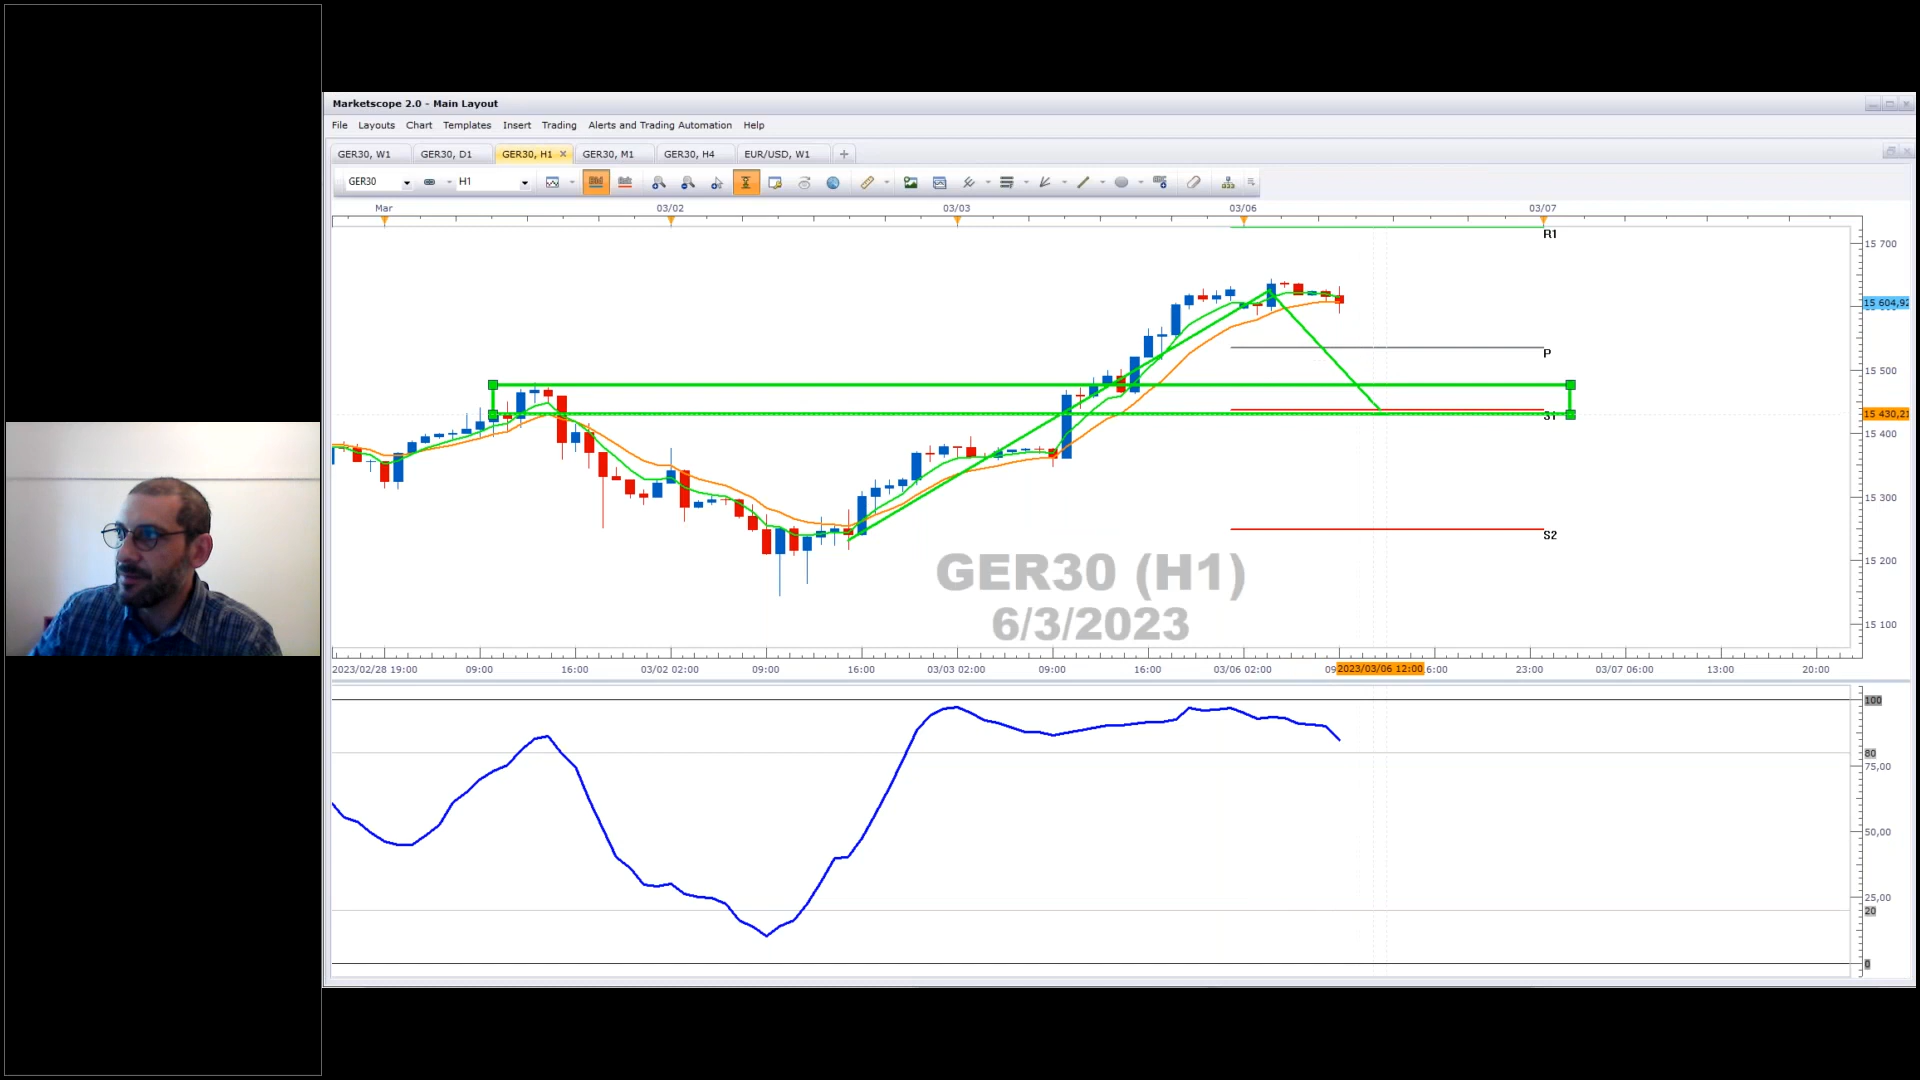 Marketscope 2.0 - Main Layout
File Layouts Chart Templates Insert Trading Alerts and Trading Automation Help
GER30, W1 GER30, D1 GER30, H1 GER30, M1 GER30, H4 EUR/USD, W1
GER30 H1
Mar 03/02 03/03 03/06 03/07
R1
15 700
15 604,92
P
15 500
S1
15 430,21
15 400
15 300
S2
15 200
15 100
GER30 (H1)
6/3/2023
2023/02/28 19:00 09:00 16:00 03/02 02:00 09:00 16:00 03/03 02:00 09:00 16:00 03/06 02:00 2023/03/06 12:00 23:00 03/07 06:00 13:00 20:00
100
80
75,00
50,00
25,00
20
0